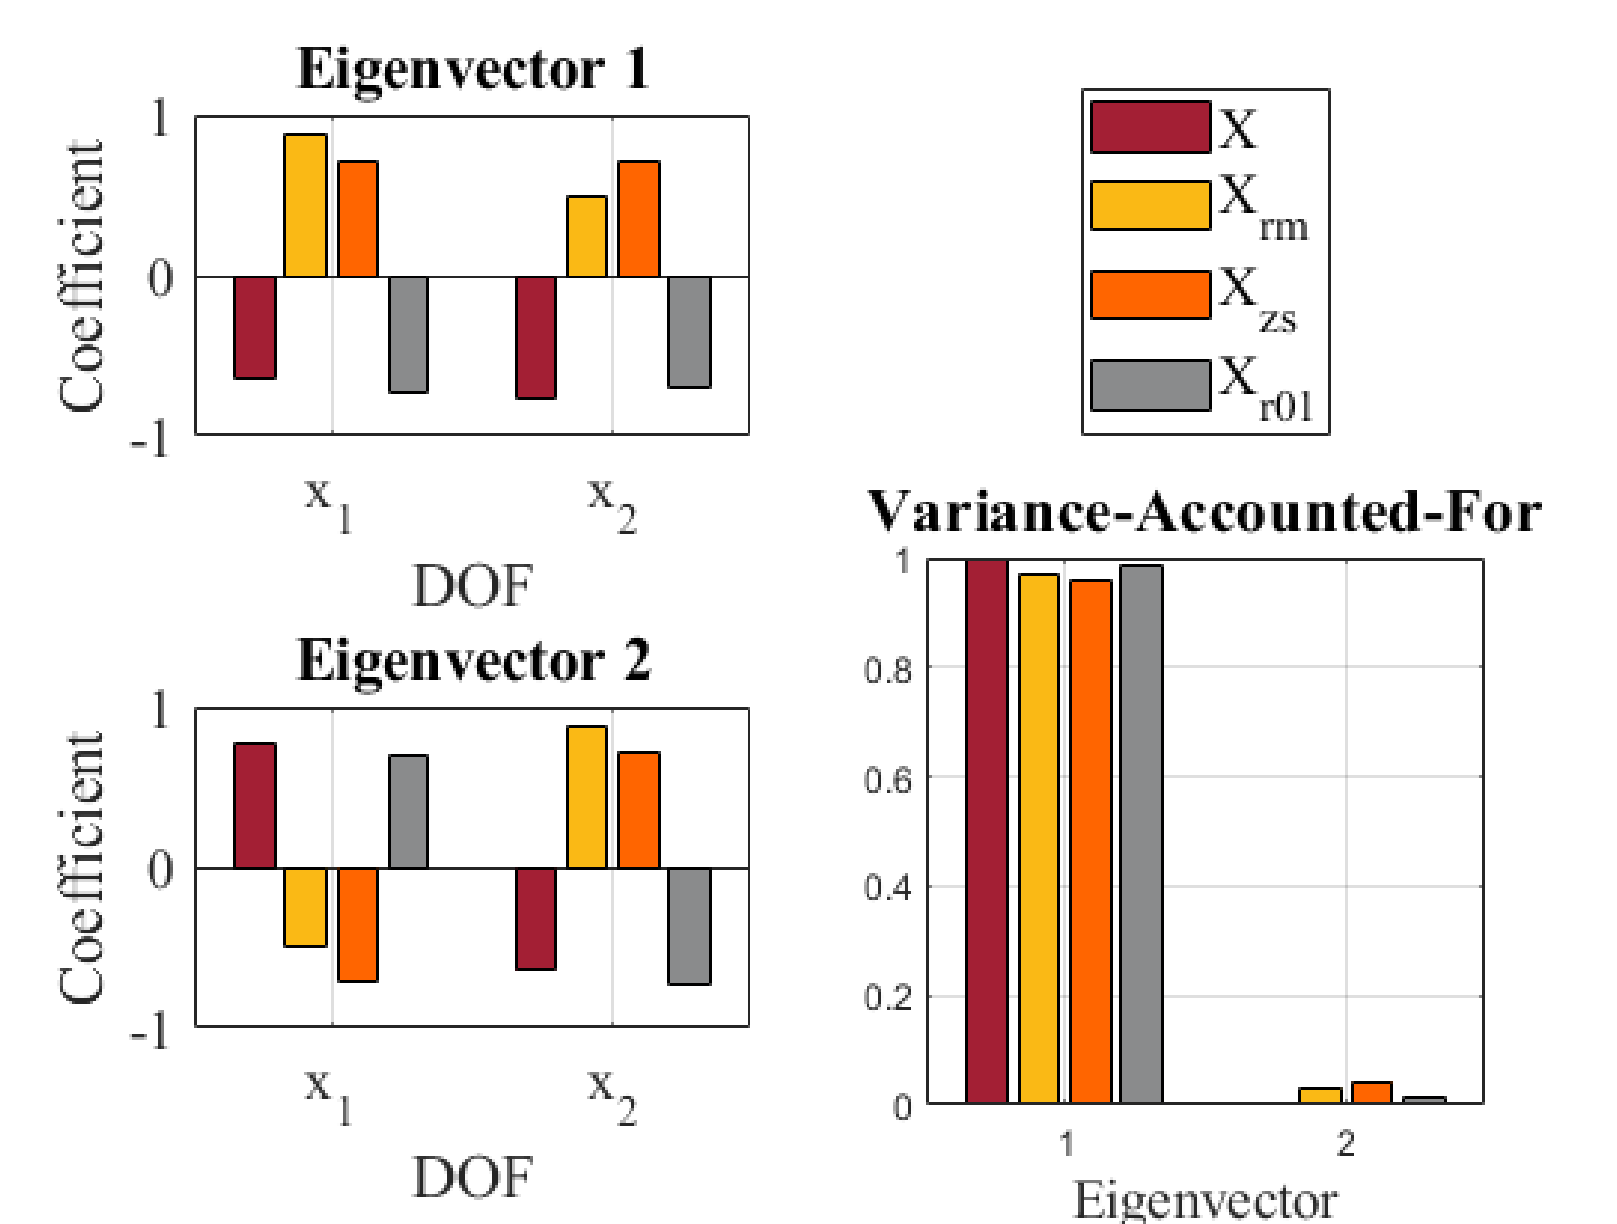 Eigenvector 1
Coefficient
1
0
-1
x1
x2
DOF
X
Xrm
Xzs
Xr01
Eigenvector 2
Coefficient
1
0
-1
x1
x2
DOF
Variance-Accounted-For
1
0.8
0.6
0.4
0.2
0
1
2
Eigenvector